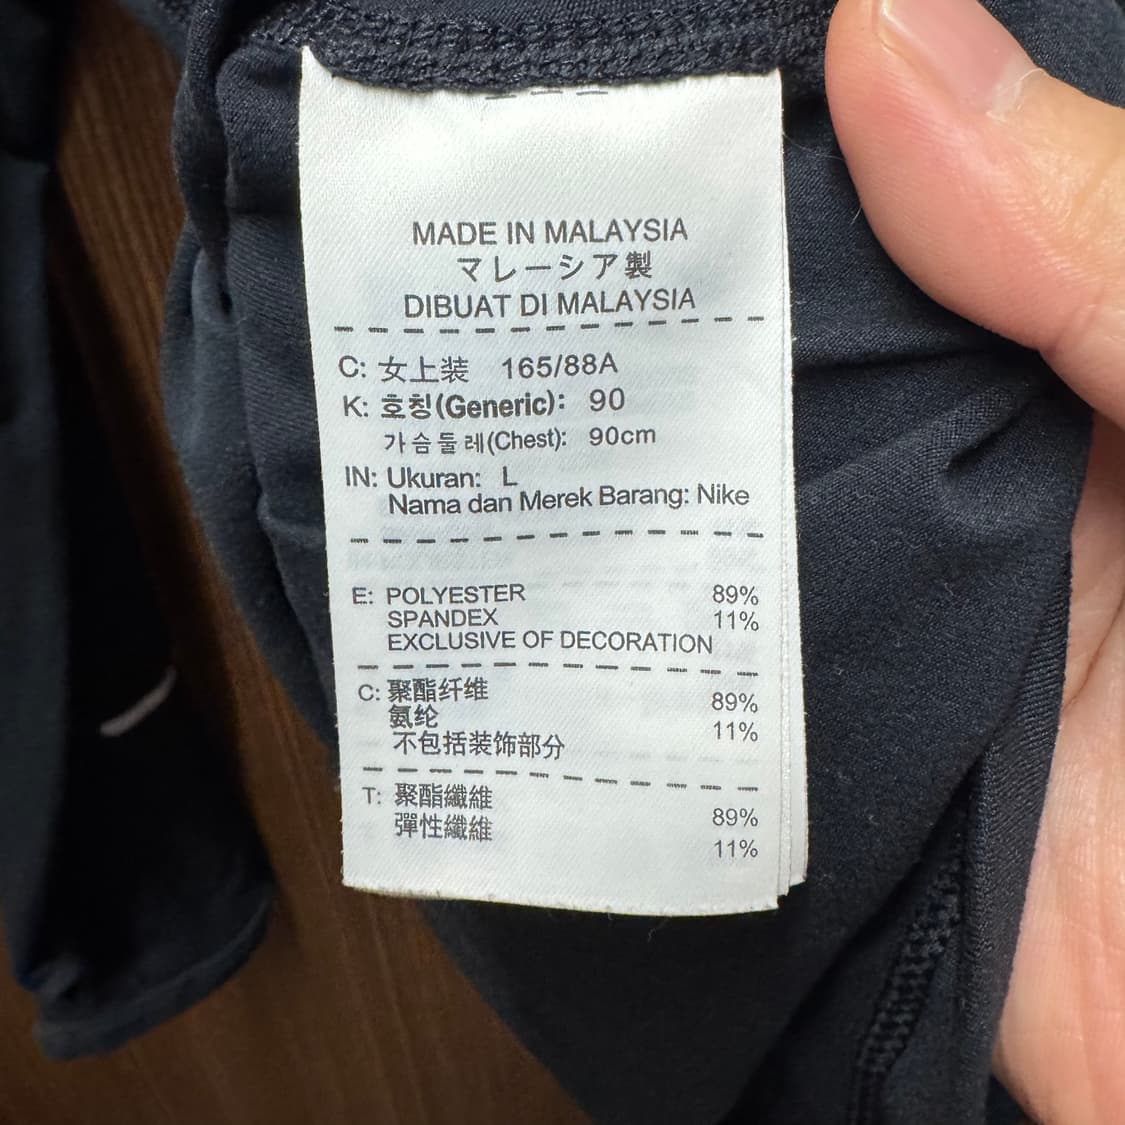 MADE IN MALAYSIA
マレーシア製
DIBUAT DI MALAYSIA
C: 女上装 165/88A
K: 호칭(Generic): 90
가슴둘레(Chest): 90cm
IN: Ukuran: L
Nama dan Merek Barang: Nike
E: POLYESTER 89%
SPANDEX 11%
EXCLUSIVE OF DECORATION
C: 聚酯纤维 89%
氨纶 11%
不包括装饰部分
T: 聚酯纖維 89%
彈性纖維 11%